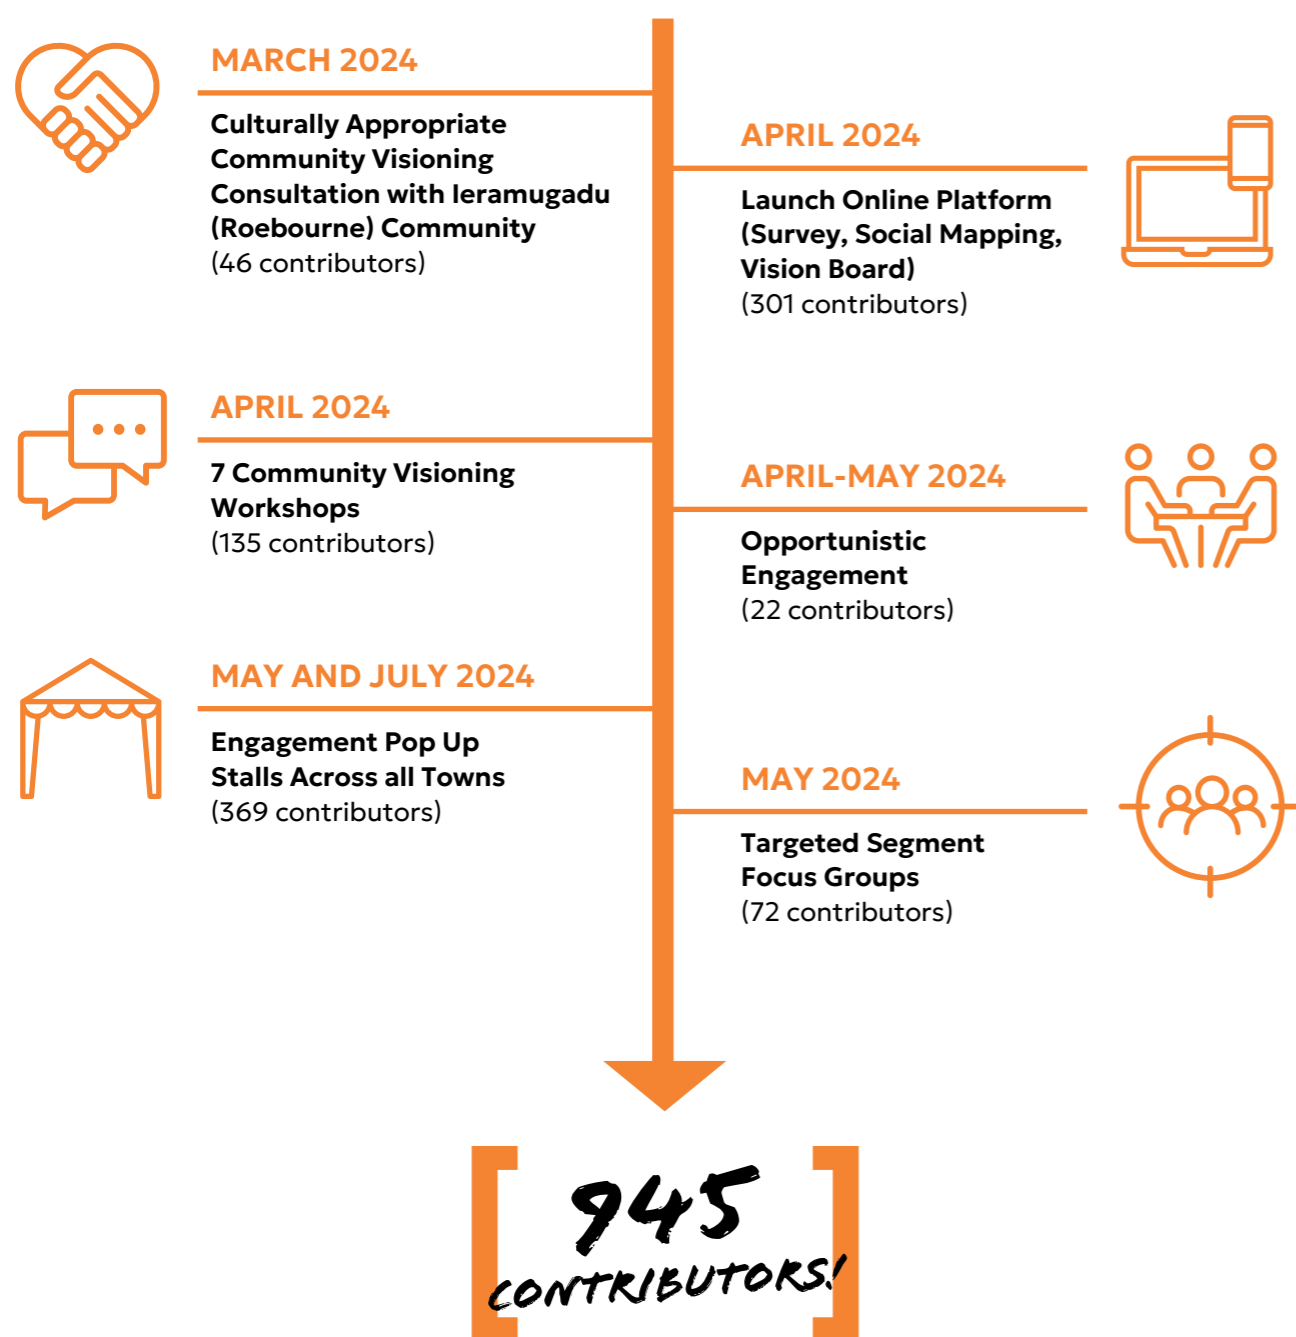 MARCH 2024
Culturally Appropriate
Community Visioning
Consultation with Ieramugadu
(Roebourne) Community
(46 contributors)
APRIL 2024
Launch Online Platform
(Survey, Social Mapping,
Vision Board)
(301 contributors)
APRIL 2024
7 Community Visioning
Workshops
(135 contributors)
APRIL-MAY 2024
Opportunistic
Engagement
(22 contributors)
MAY AND JULY 2024
Engagement Pop Up
Stalls Across all Towns
(369 contributors)
MAY 2024
Targeted Segment
Focus Groups
(72 contributors)
945
CONTRIBUTORS!